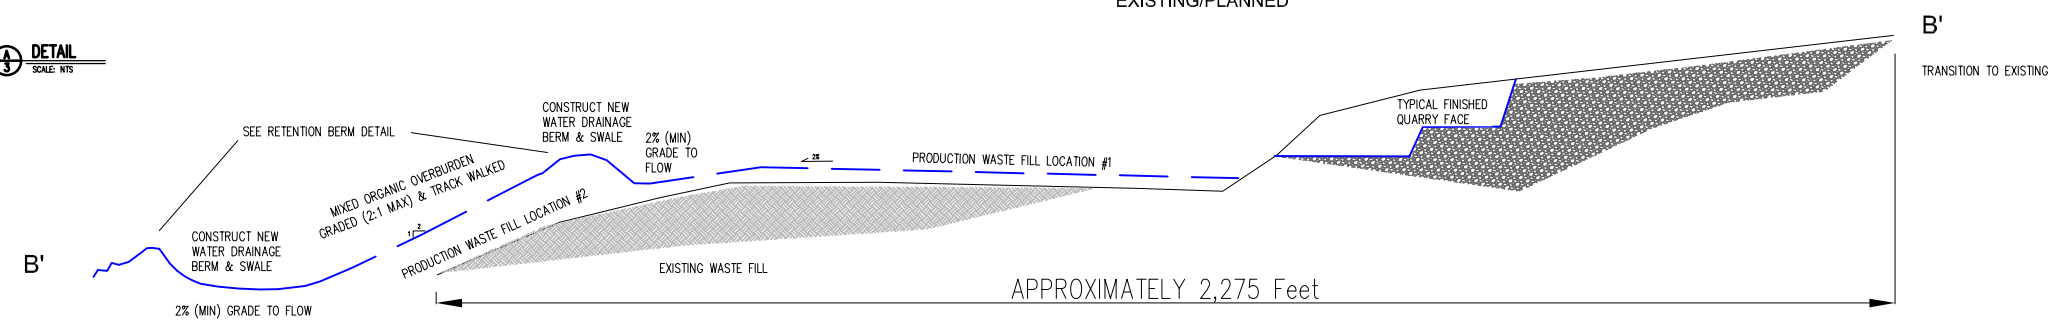 EXISTING/PLANNED
B'
A
3
DETAIL
SCALE: NTS
TRANSITION TO EXISTING
CONSTRUCT NEW
WATER DRAINAGE
BERM & SWALE
TYPICAL FINISHED
QUARRY FACE
SEE RETENTION BERM DETAIL
2% (MIN)
GRADE TO
FLOW
2%
PRODUCTION WASTE FILL LOCATION #1
MIXED ORGANIC OVERBURDEN
GRADED (2:1 MAX) & TRACK WALKED
2
1
PRODUCTION WASTE FILL LOCATION #2
CONSTRUCT NEW
WATER DRAINAGE
BERM & SWALE
B'
EXISTING WASTE FILL
APPROXIMATELY 2,275 Feet
2% (MIN) GRADE TO FLOW